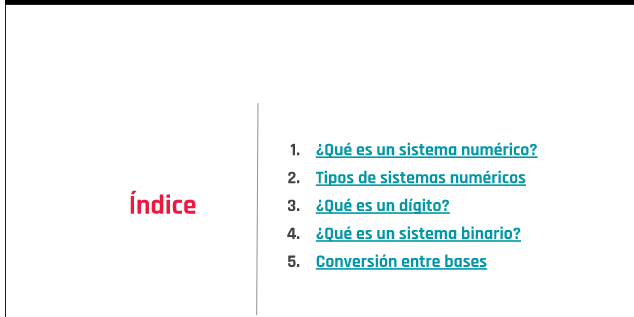 Índice
1. ¿Qué es un sistema numérico?
2. Tipos de sistemas numéricos
3. ¿Qué es un dígito?
4. ¿Qué es un sistema binario?
5. Conversión entre bases